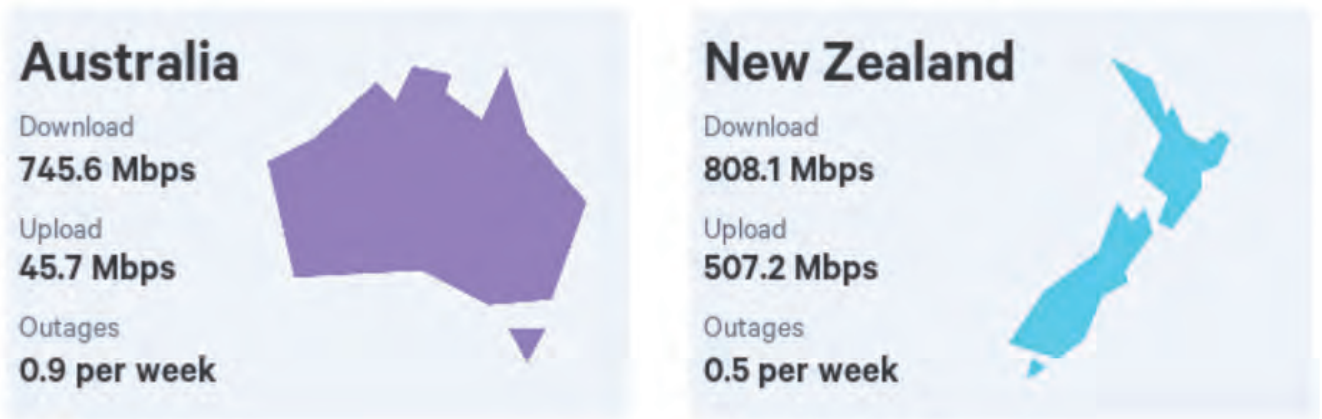 Australia
Download
745.6 Mbps
Upload
45.7 Mbps
Outages
0.9 per week
New Zealand
Download
808.1 Mbps
Upload
507.2 Mbps
Outages
0.5 per week